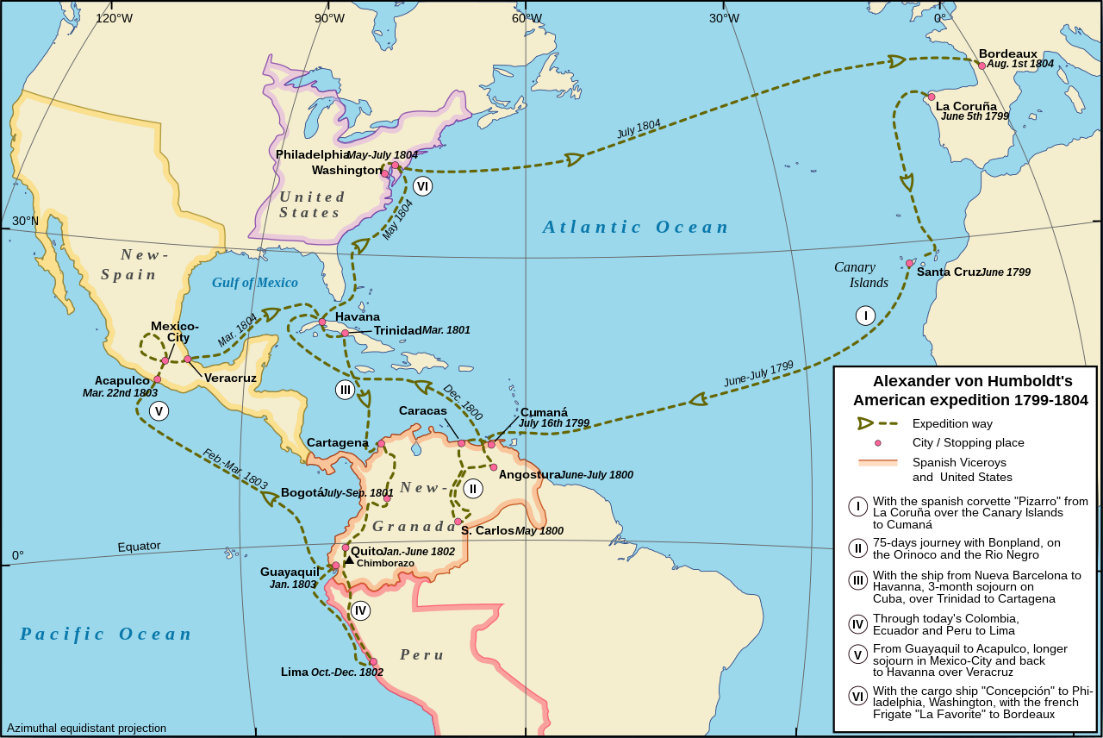 120°W
90°W
60°W
30°W
0°
Bordeaux
Aug. 1st 1804
La Coruña
June 5th 1799
July 1804
Philadelphia May-July 1804
Washington
VI
United
States
May 1804
30°N
Atlantic Ocean
New-
Spain
Gulf of Mexico
Canary
Islands
Santa Cruz June 1799
I
Mar. 1804
Havana
Trinidad Mar. 1801
Mexico-
City
Veracruz
Acapulco
Mar. 22nd 1803
V
III
Dec. 1800
June-July 1799
Caracas
Cumaná
July 16th 1799
Cartagena
Feb.-Mar. 1803
Angostura June-July 1800
II
Bogotá July-Sep. 1801
New-
Granada
S. Carlos May 1800
Equator
0°
Quito Jan.-June 1802
Chimborazo
Guayaquil
Jan. 1803
IV
Pacific Ocean
Peru
Lima Oct.-Dec. 1802
Azimuthal equidistant projection
Alexander von Humboldt's
American expedition 1799-1804
Expedition way
City / Stopping place
Spanish Viceroys
and United States
I With the spanish corvette "Pizarro" from
La Coruña over the Canary Islands
to Cumaná
II 75-days journey with Bonpland, on
the Orinoco and the Rio Negro
III With the ship from Nueva Barcelona to
Havanna, 3-month sojourn on
Cuba, over Trinidad to Cartagena
IV Through today's Colombia,
Ecuador and Peru to Lima
V From Guayaquil to Acapulco, longer
sojourn in Mexico-City and back
to Havanna over Veracruz
VI With the cargo ship "Concepción" to Phi-
ladelphia, Washington, with the french
Frigate "La Favorite" to Bordeaux